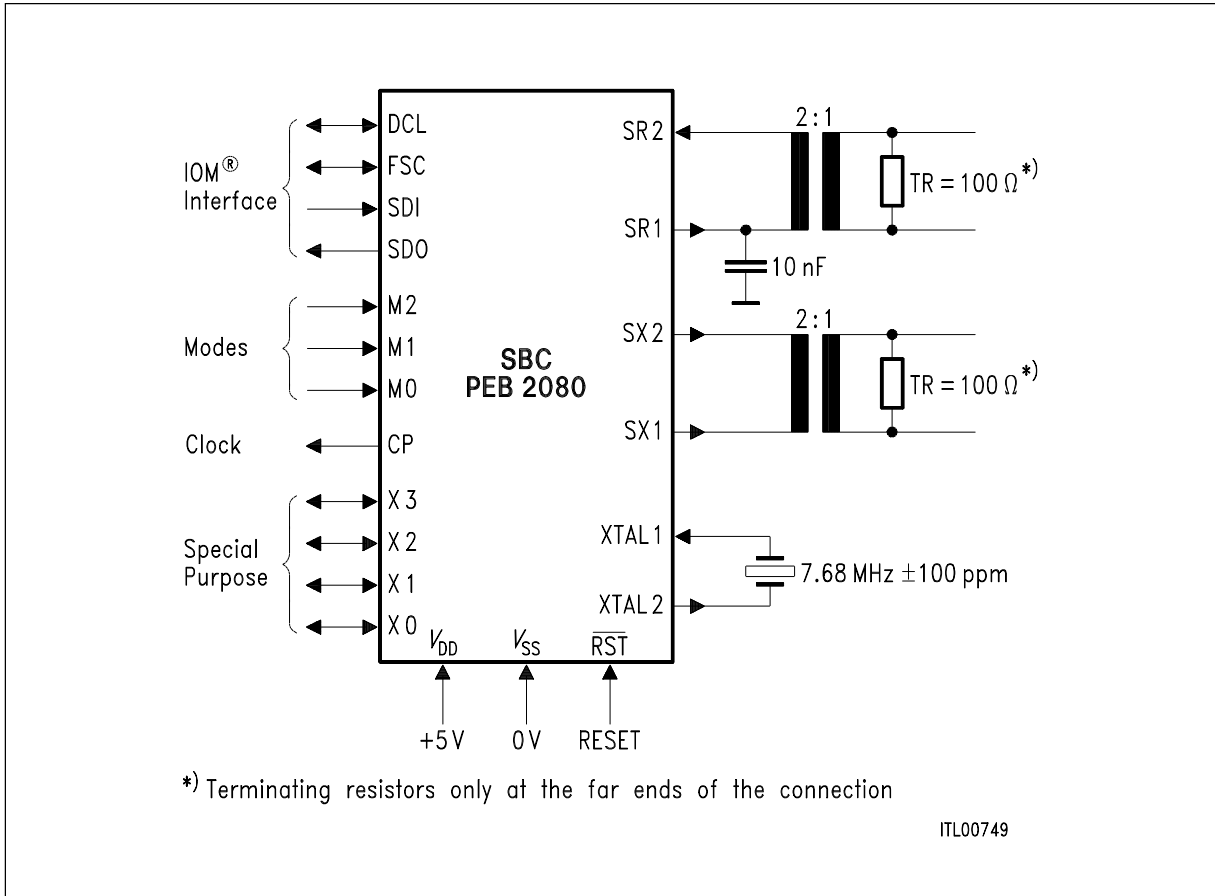 IOM®
Interface
DCL
FSC
SDI
SDO
Modes
M2
M1
M0
Clock
CP
Special
Purpose
X3
X2
X1
X0
SBC
PEB 2080
VDD
VSS
RST
+5V
0V
RESET
SR2
SR1
2:1
TR = 100 Ω*)
10 nF
SX2
SX1
2:1
TR = 100 Ω*)
XTAL1
XTAL2
7.68 MHz ±100 ppm
*) Terminating resistors only at the far ends of the connection
ITL00749